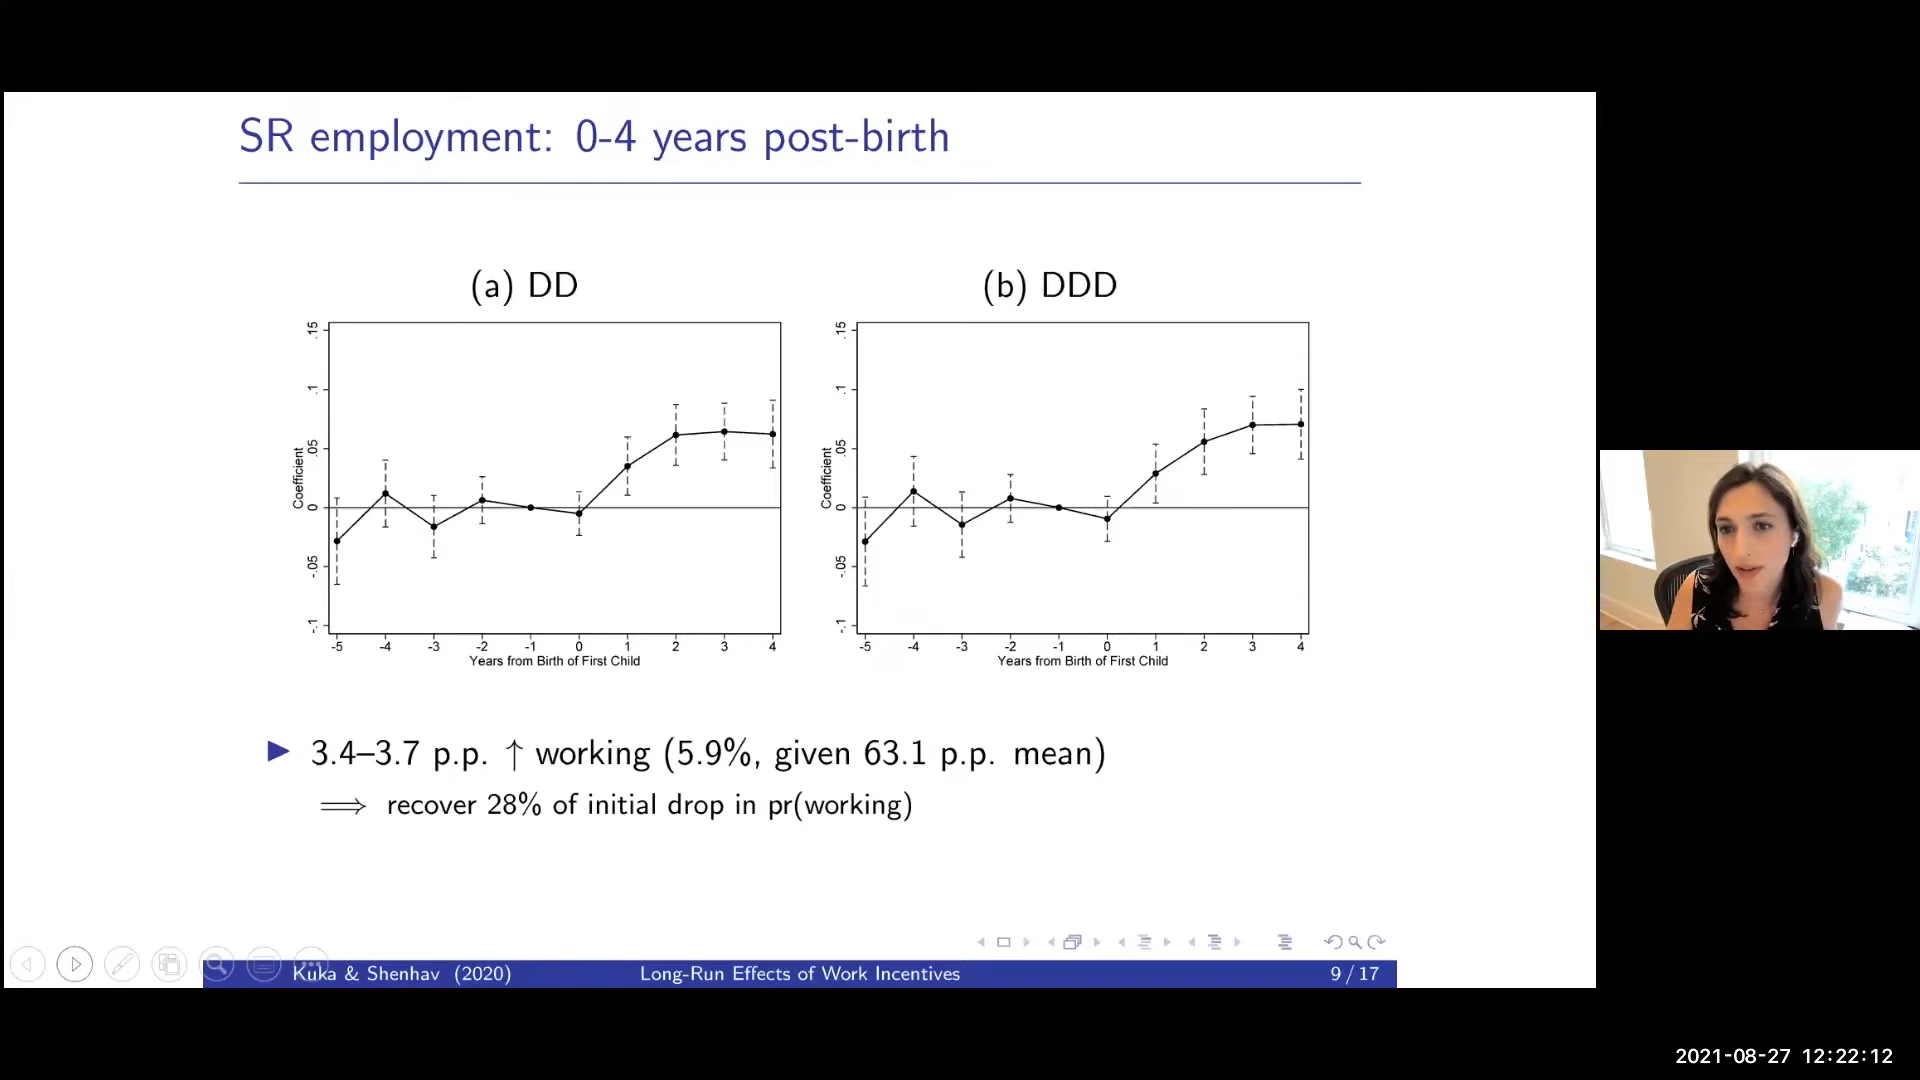 SR employment: 0-4 years post-birth
(a) DD
(b) DDD
.15
.1
.05
0
-.05
-.1
Coefficient
-5 -4 -3 -2 -1 0 1 2 3 4
Years from Birth of First Child
.15
.1
.05
0
-.05
-.1
Coefficient
-5 -4 -3 -2 -1 0 1 2 3 4
Years from Birth of First Child
▶ 3.4–3.7 p.p. ↑ working (5.9%, given 63.1 p.p. mean)
⟹ recover 28% of initial drop in pr(working)
Kuka & Shenhav (2020) Long-Run Effects of Work Incentives 9 / 17
2021-08-27 12:22:12